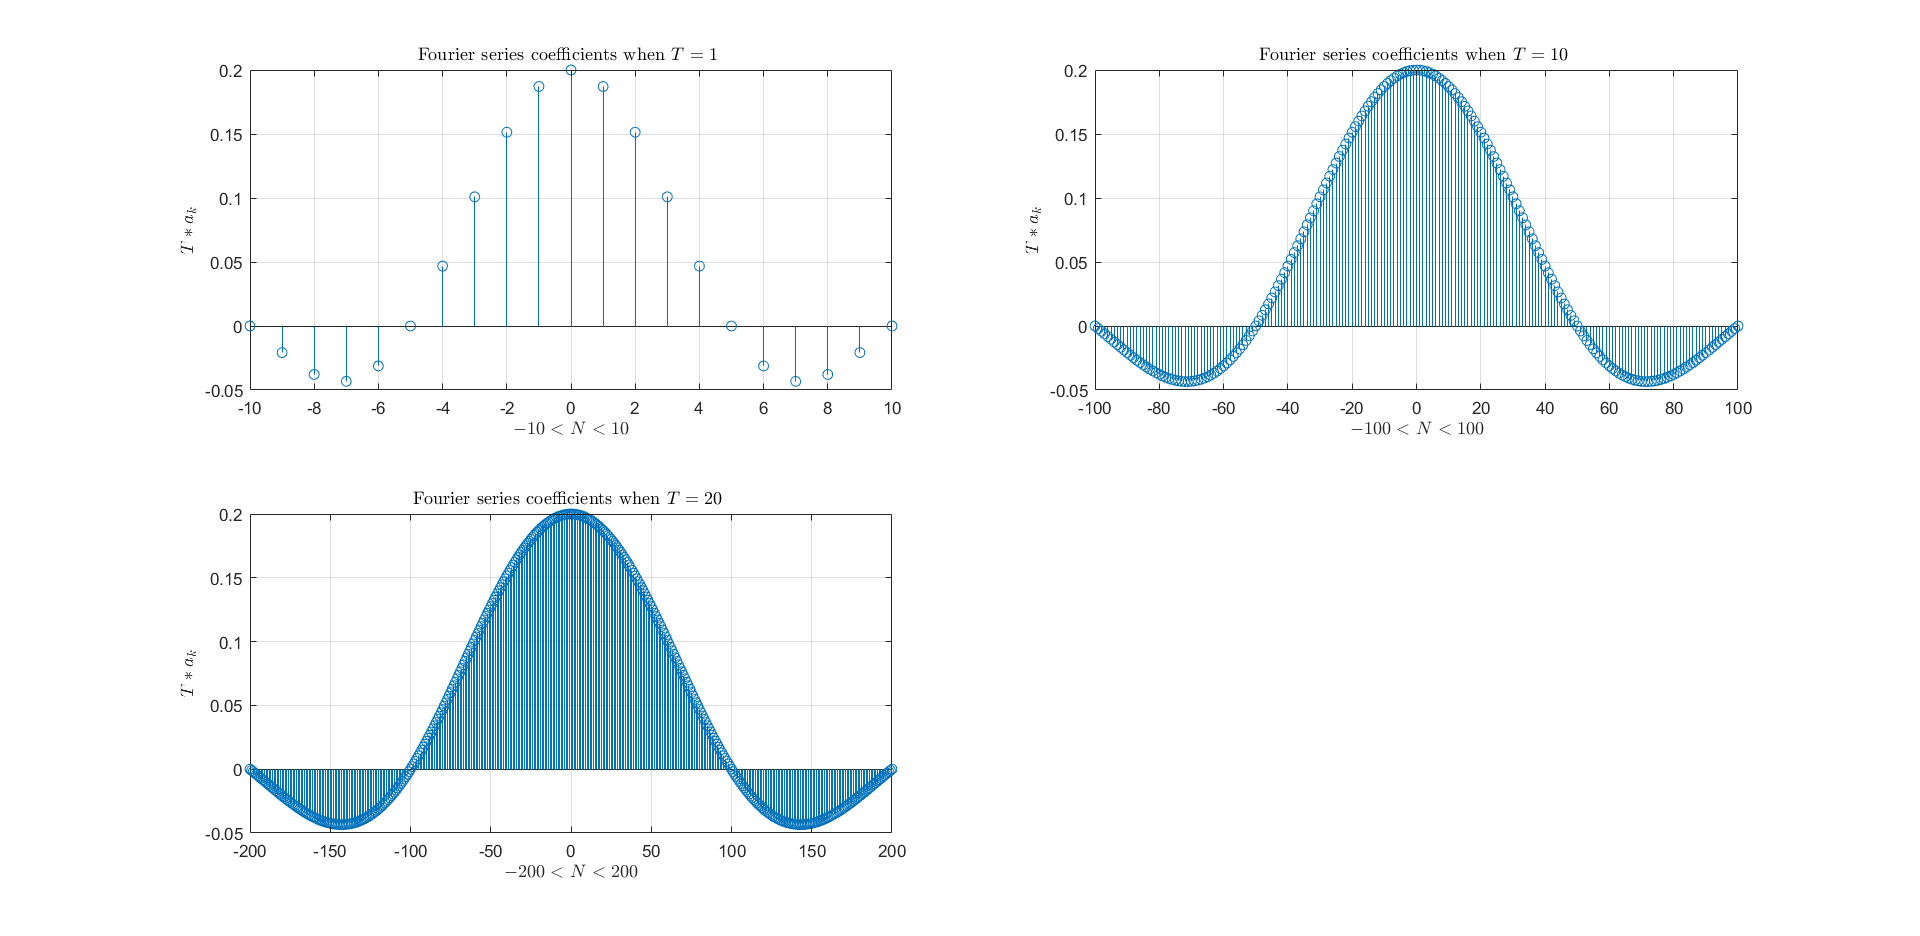 Fourier series coefficients when T = 1
0.2
0.15
0.1
0.05
0
-0.05
T ∗ a_k
-10 -8 -6 -4 -2 0 2 4 6 8 10
−10 < N < 10
Fourier series coefficients when T = 10
0.2
0.15
0.1
0.05
0
-0.05
T ∗ a_k
-100 -80 -60 -40 -20 0 20 40 60 80 100
−100 < N < 100
Fourier series coefficients when T = 20
0.2
0.15
0.1
0.05
0
-0.05
T ∗ a_k
-200 -150 -100 -50 0 50 100 150 200
−200 < N < 200